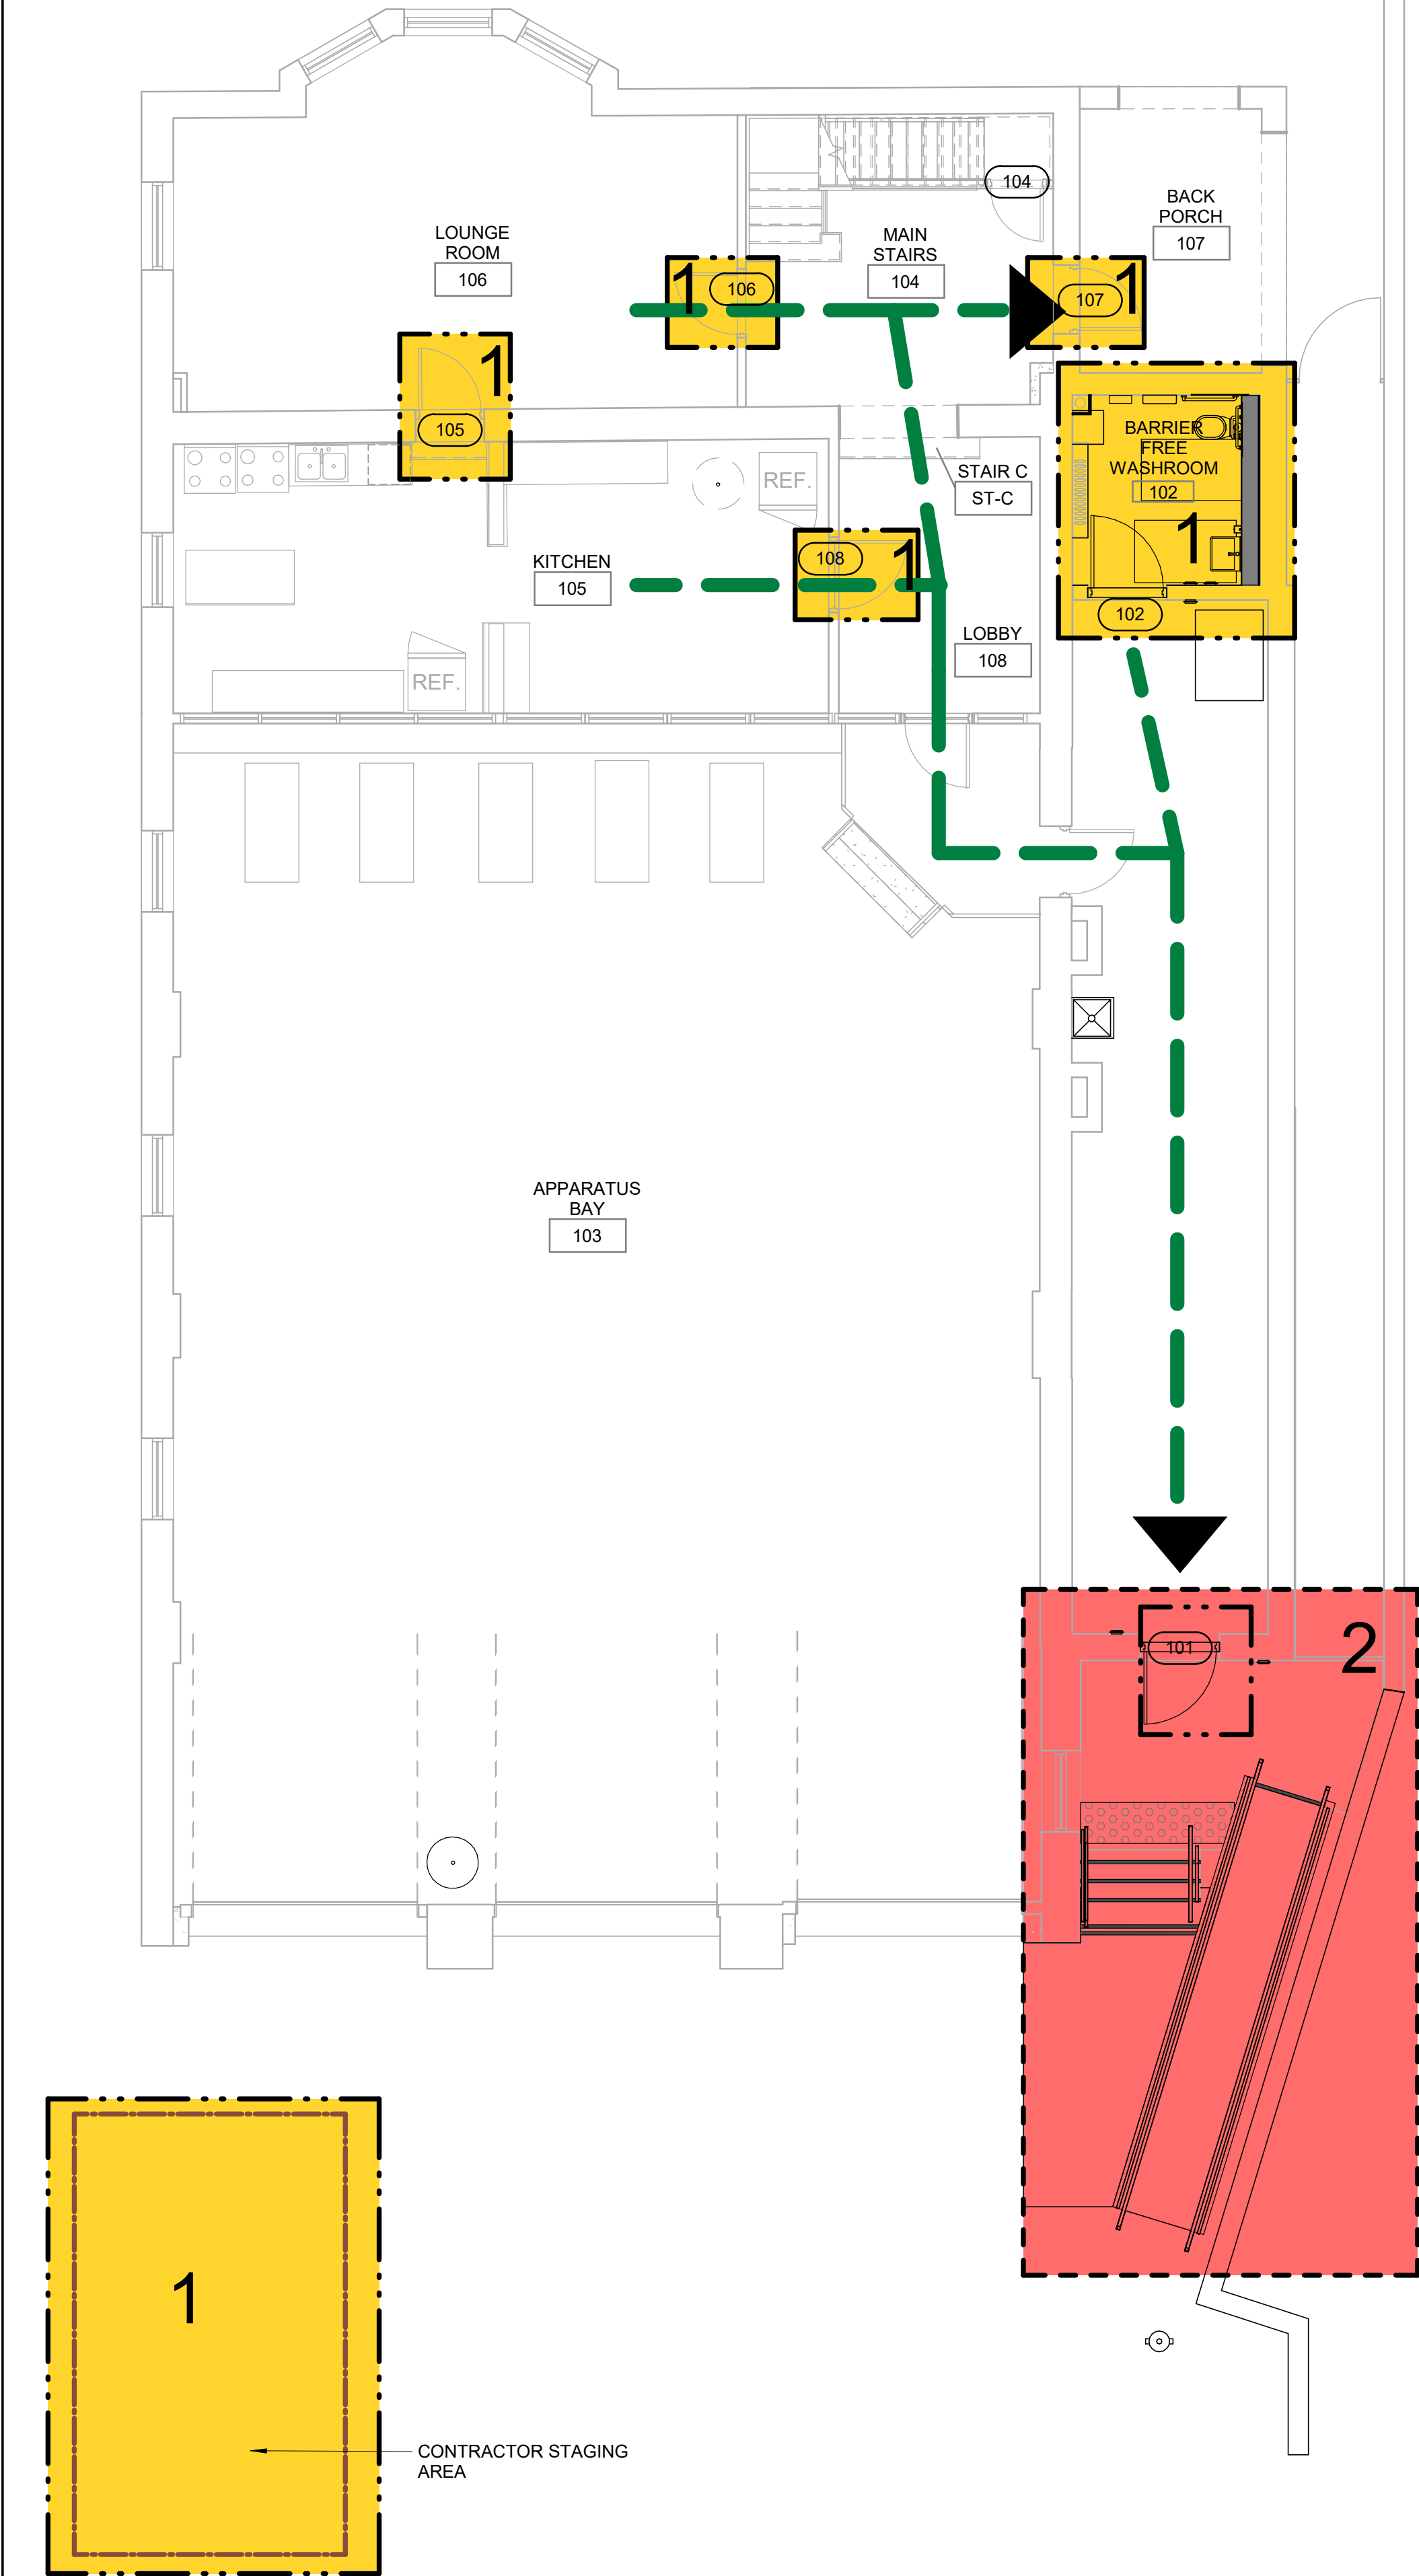 104
BACK
PORCH
107
LOUNGE
ROOM
106
MAIN
STAIRS
104
1
106
1
107
1
105
BARRIER
FREE
WASHROOM
102
1
102
STAIR C
ST-C
REF.
KITCHEN
105
108
1
LOBBY
108
REF.
APPARATUS
BAY
103
101
2
1
CONTRACTOR STAGING
AREA